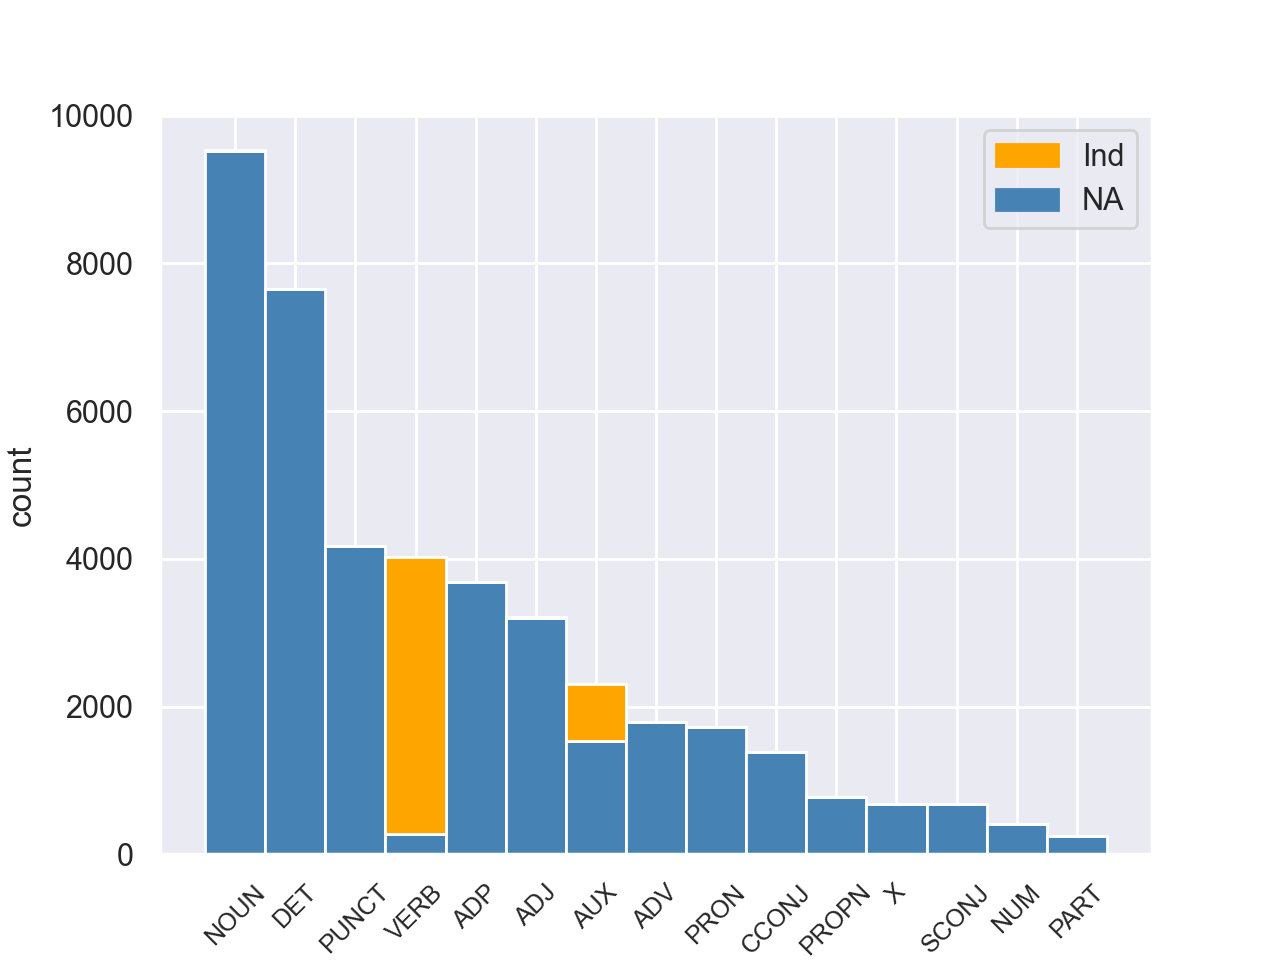 10000
8000
6000
4000
2000
0
count
Ind
NA
NOUN
DET
PUNCT
VERB
ADP
ADJ
AUX
ADV
PRON
CCONJ
PROPN
X
SCONJ
NUM
PART